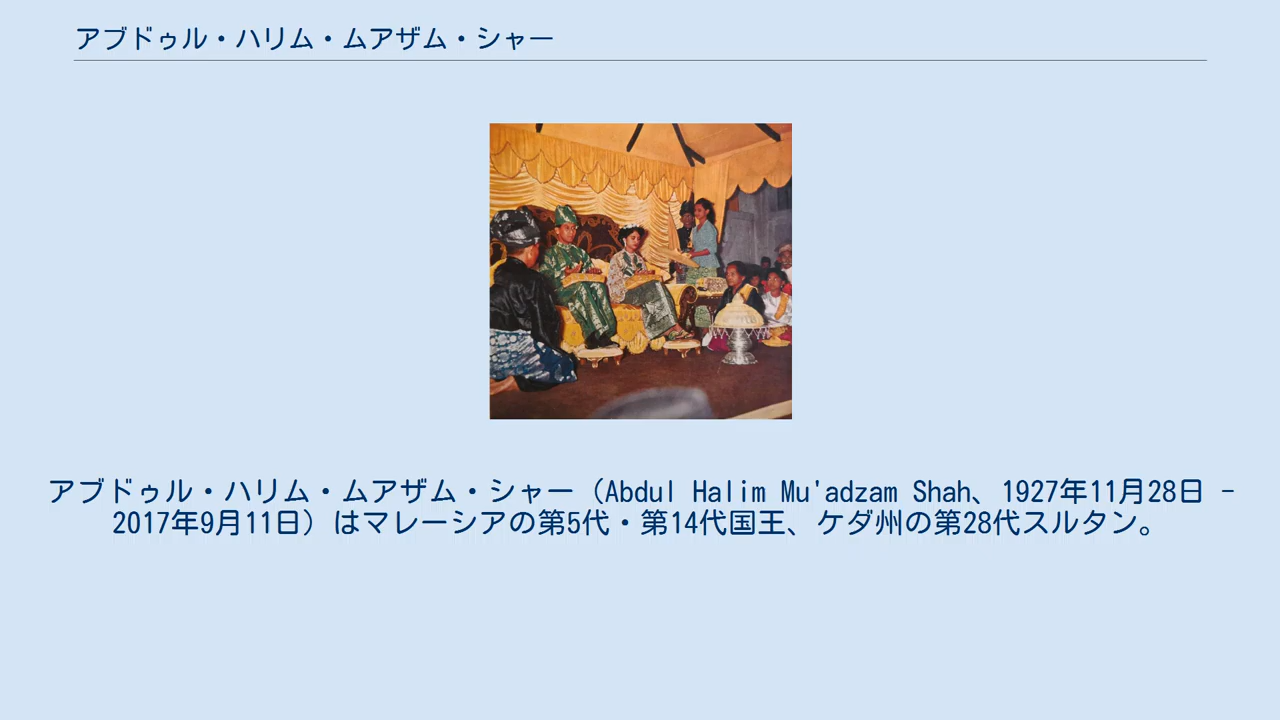 アブドゥル・ハリム・ムアザム・シャー
アブドゥル・ハリム・ムアザム・シャー（Abdul Halim Mu'adzam Shah、1927年11月28日 -
2017年9月11日）はマレーシアの第5代・第14代国王、ケダ州の第28代スルタン。